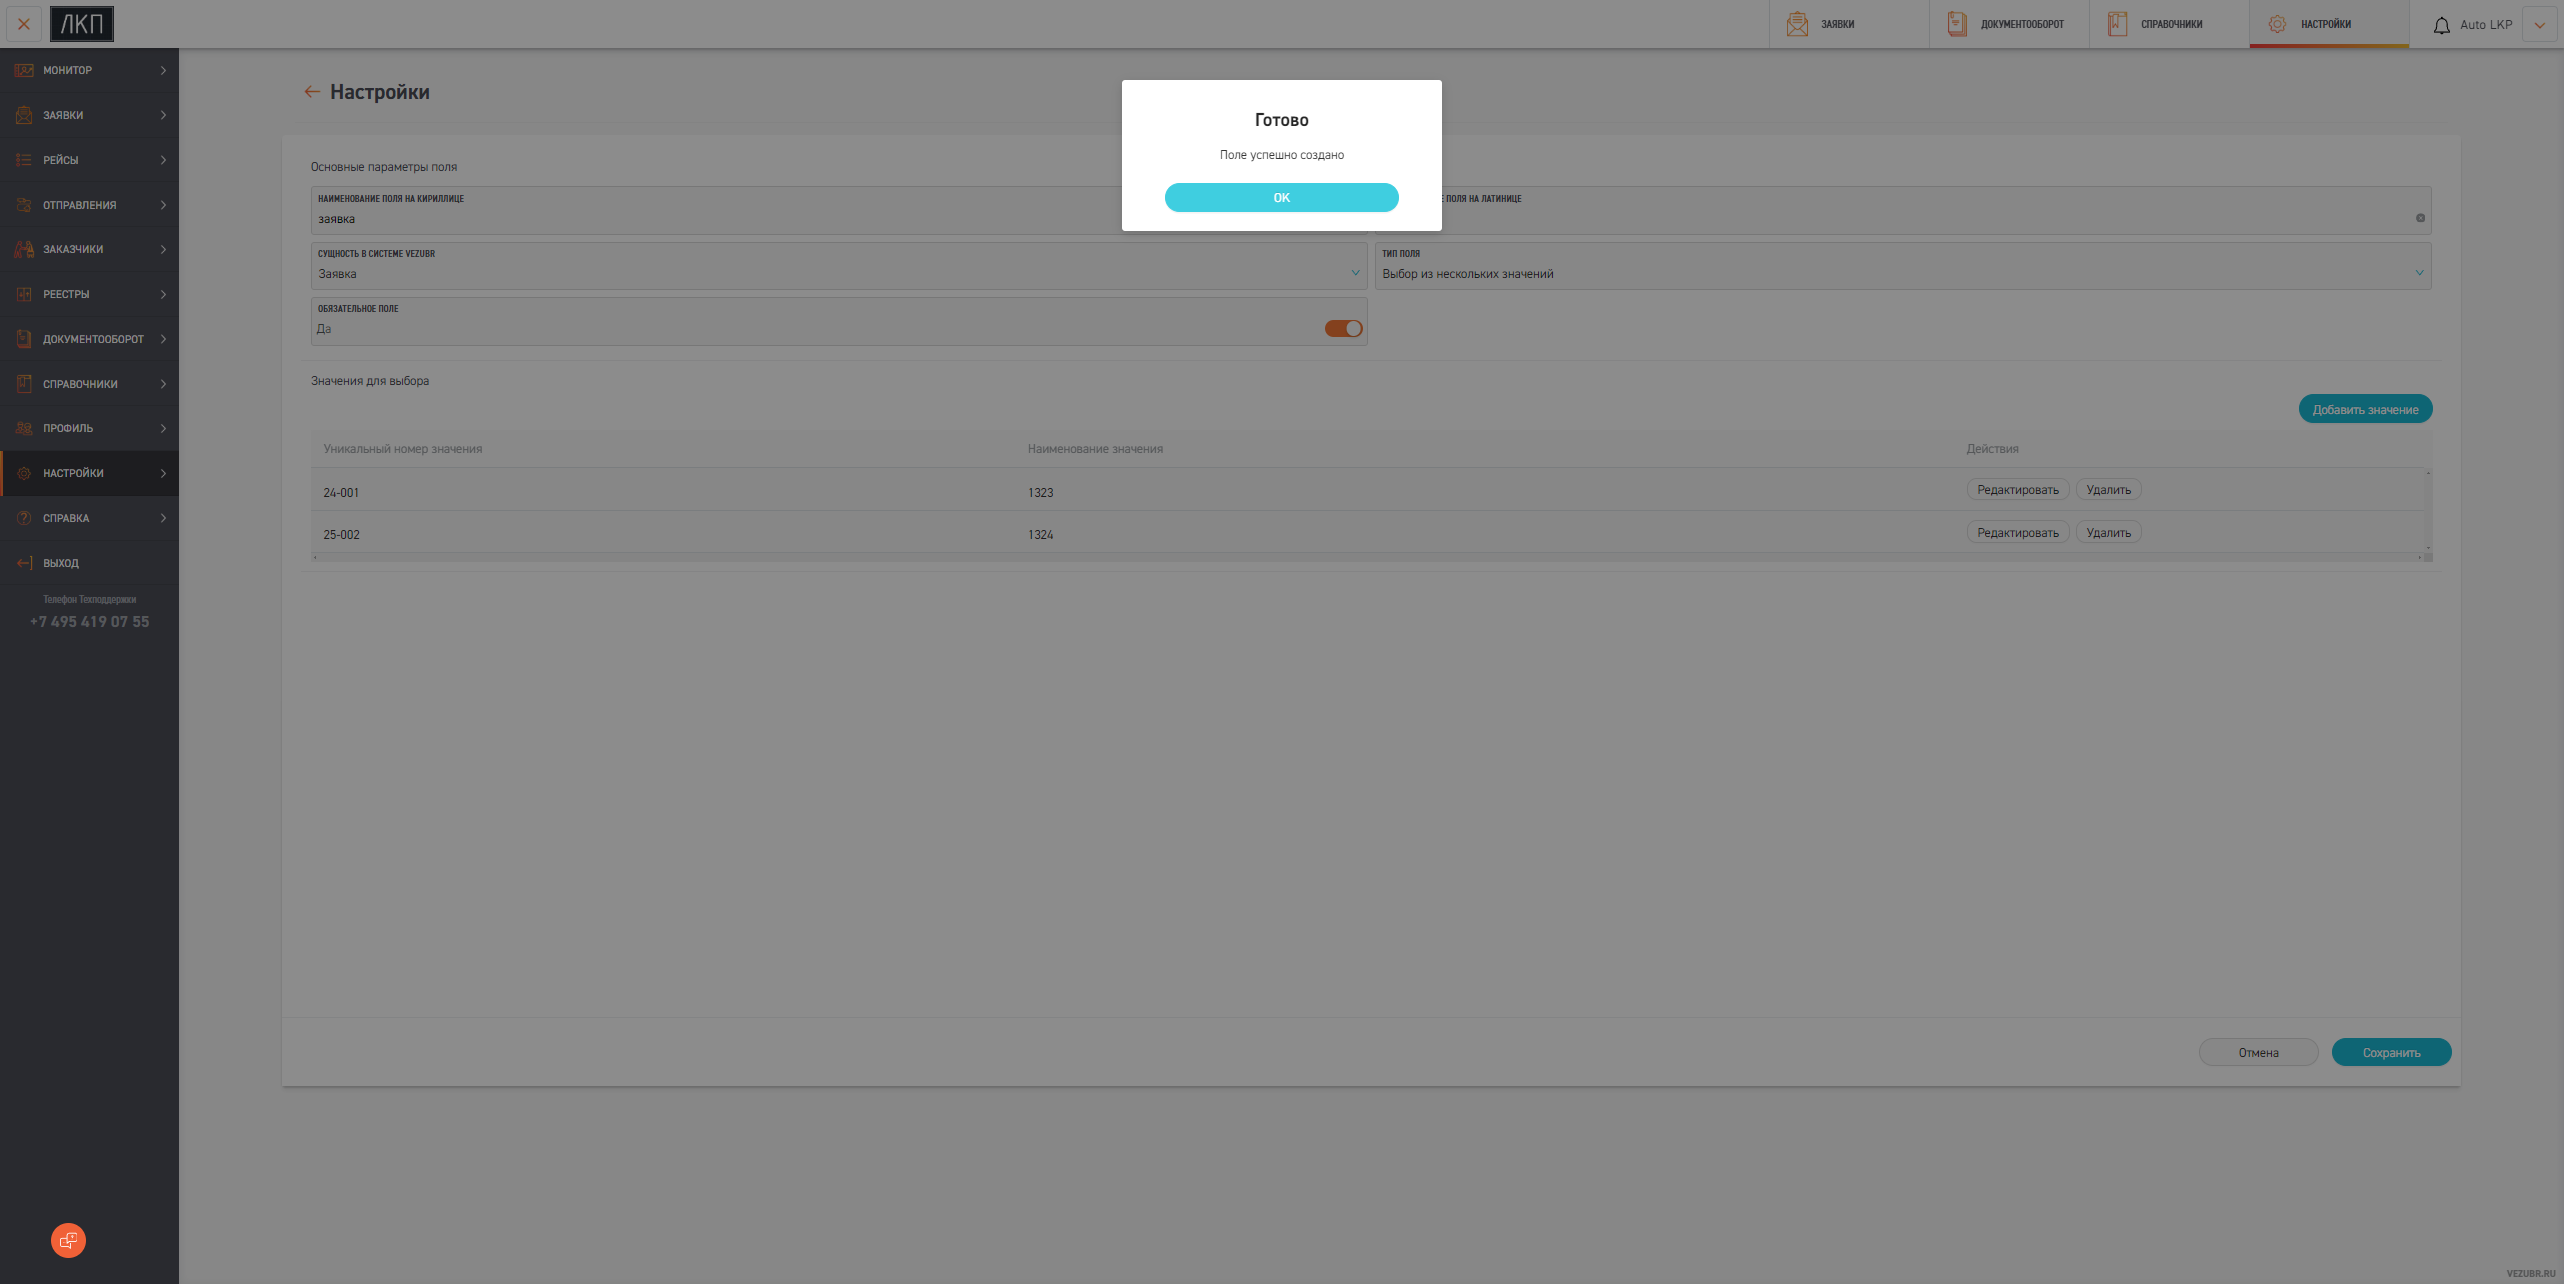 ЛКП
ЗАЯВКИ
ДОКУМЕНТООБОРОТ
СПРАВОЧНИКИ
НАСТРОЙКИ
Auto LKP
МОНИТОР
ЗАЯВКИ
РЕЙСЫ
ОТПРАВЛЕНИЯ
ЗАКАЗЧИКИ
РЕЕСТРЫ
ДОКУМЕНТООБОРОТ
СПРАВОЧНИКИ
ПРОФИЛЬ
НАСТРОЙКИ
СПРАВКА
ВЫХОД
Телефон Техподдержки
+7 495 419 07 55
Настройки
Готово
Поле успешно создано
OK
Основные параметры поля
НАИМЕНОВАНИЕ ПОЛЯ НА КИРИЛЛИЦЕ
заявка
ПОЛЯ НА ЛАТИНИЦЕ
СУЩНОСТЬ В СИСТЕМЕ VEZUBR
Заявка
ТИП ПОЛЯ
Выбор из нескольких значений
ОБЯЗАТЕЛЬНОЕ ПОЛЕ
Да
Значения для выбора
Добавить значение
Уникальный номер значения
Наименование значения
Действия
24-001
1323
Редактировать
Удалить
25-002
1324
Редактировать
Удалить
Отмена
Сохранить
VEZUBR.RU